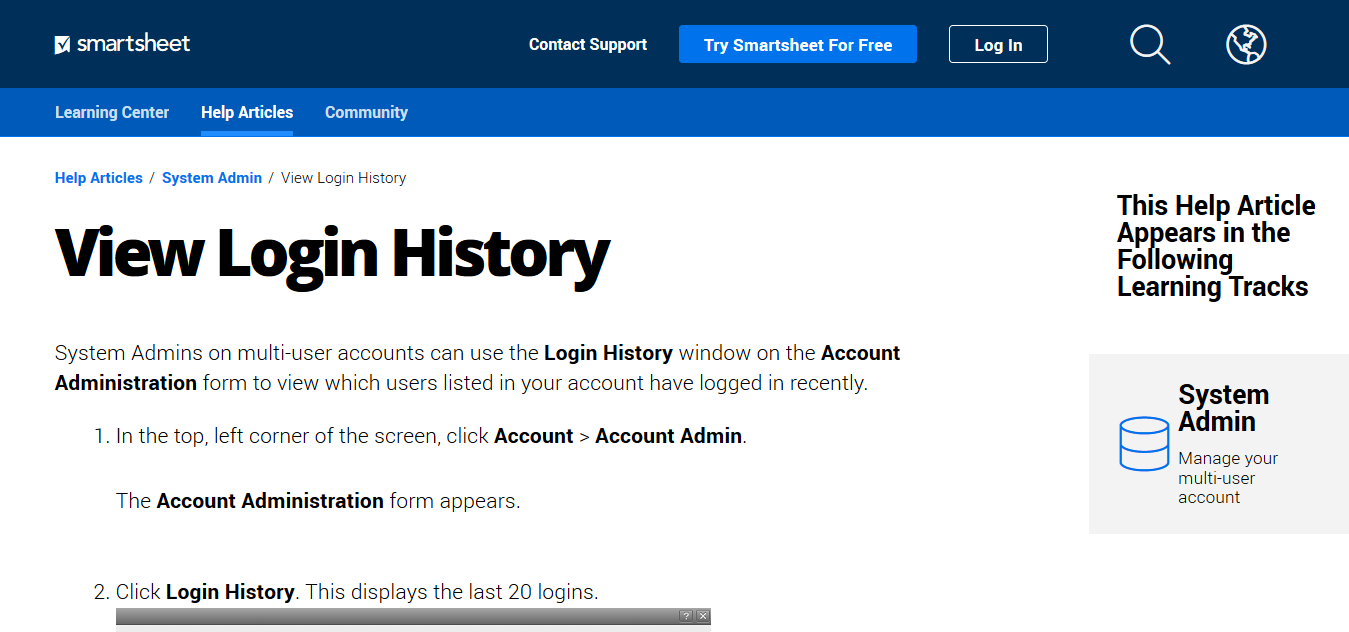 smartsheet
Contact Support
Try Smartsheet For Free
Log In
Learning Center
Help Articles
Community
Help Articles / System Admin / View Login History
View Login History
System Admins on multi-user accounts can use the Login History window on the Account
Administration form to view which users listed in your account have logged in recently.
1. In the top, left corner of the screen, click Account > Account Admin.
The Account Administration form appears.
2. Click Login History. This displays the last 20 logins.
This Help Article
Appears in the
Following
Learning Tracks
System
Admin
Manage your
multi-user
account